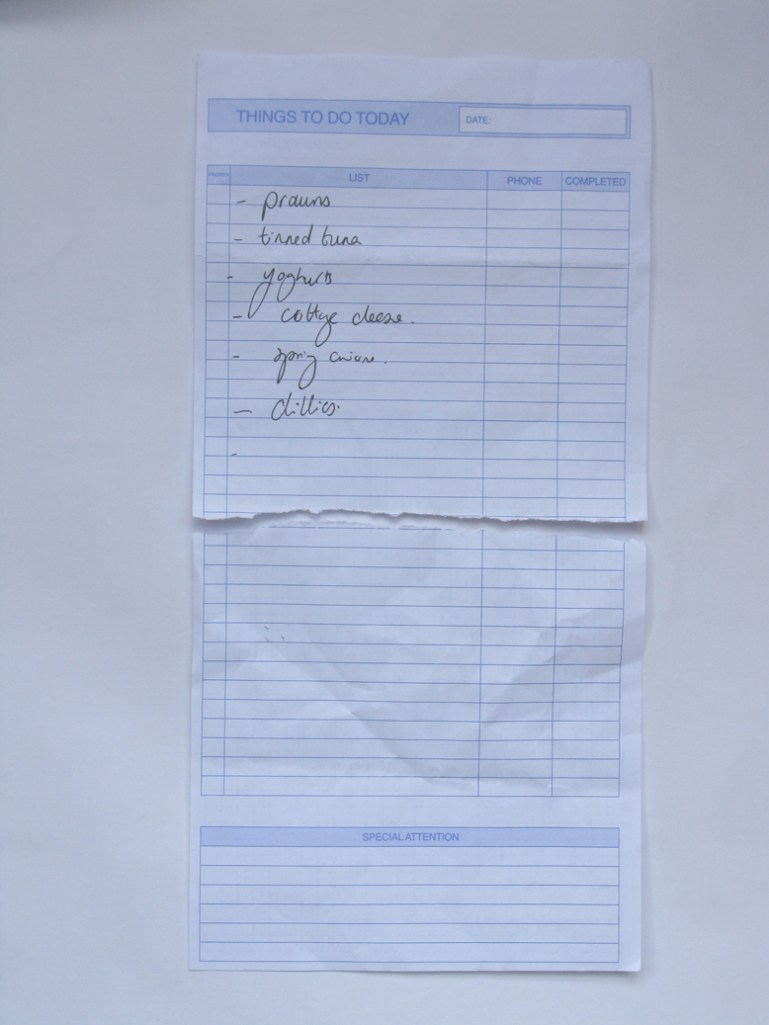 THINGS TO DO TODAY DATE:
LIST PHONE COMPLETED
- prawns
- tinned tuna
- yoghurts
- cottage cheese.
- spring onions.
- chillies.
-
SPECIAL ATTENTION